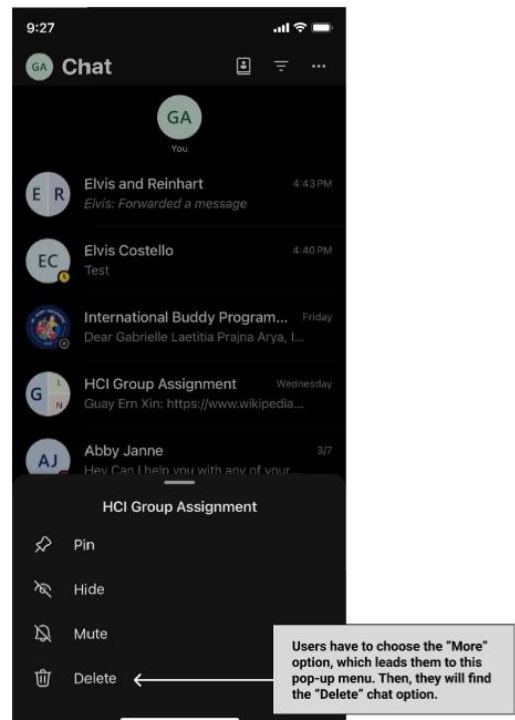 9:27
GA Chat
GA
You
E R Elvis and Reinhart 4:43 PM
Elvis: Forwarded a message
EC Elvis Costello 4:40 PM
Test
International Buddy Program... Friday
Dear Gabrielle Laetitia Prajna Arya, I...
G L N HCI Group Assignment Wednesday
Guay Ern Xin: https://www.wikipedia...
AJ Abby Janne 3/7
Hey Can I help you with any of your
HCI Group Assignment
Pin
Hide
Mute
Delete
Users have to choose the “More”
option, which leads them to this
pop-up menu. Then, they will find
the “Delete” chat option.